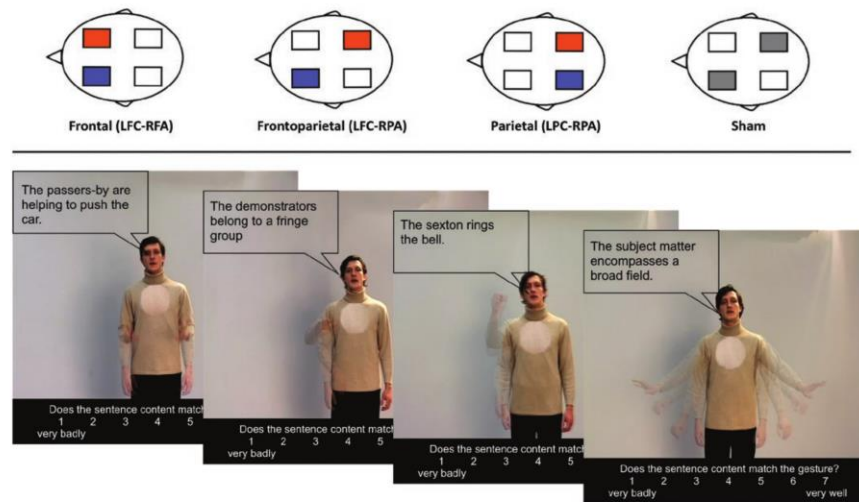 Frontal (LFC-RFA)
Frontoparietal (LFC-RPA)
Parietal (LPC-RPA)
Sham
The passers-by are
helping to push the
car.
Does the sentence content match
1 2 3 4 5
very badly
The demonstrators
belong to a fringe
group
Does the sentence content match
1 2 3 4 5
very badly
The sexton rings
the bell.
Does the sentence content match
1 2 3 4 5
very badly
The subject matter
encompasses a
broad field.
Does the sentence content match the gesture?
1 2 3 4 5 6 7
very badly very well